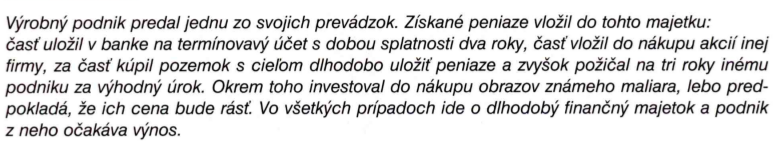 Výrobný podnik predal jednu zo svojich prevádzok. Získané peniaze vložil do tohto majetku:
časť uložil v banke na termínovavý účet s dobou splatnosti dva roky, časť vložil do nákupu akcií inej
firmy, za časť kúpil pozemok s cieľom dlhodobo uložiť peniaze a zvyšok požičal na tri roky inému
podniku za výhodný úrok. Okrem toho investoval do nákupu obrazov známeho maliara, lebo pred-
pokladá, že ich cena bude rásť. Vo všetkých prípadoch ide o dlhodobý finančný majetok a podnik
z neho očakáva výnos.